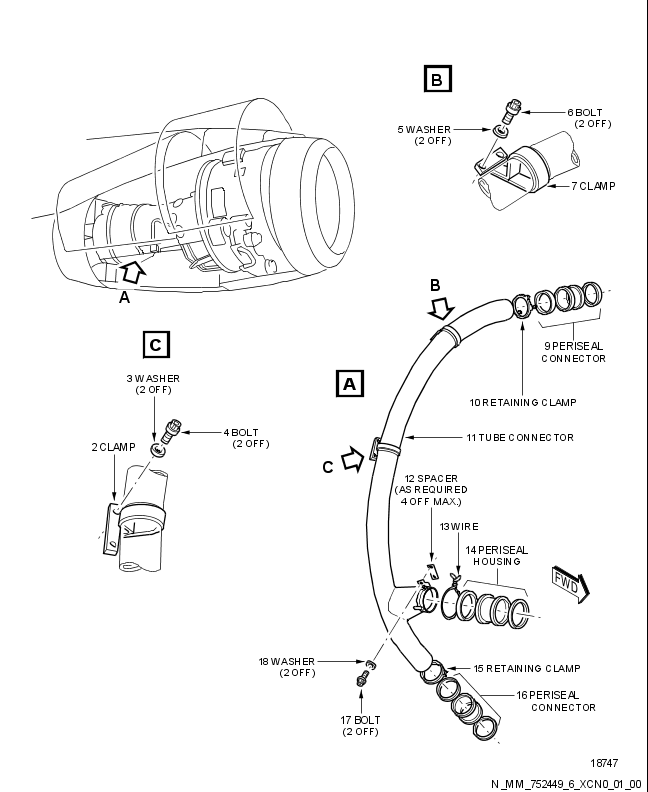 B
6 BOLT
(2 OFF)
5 WASHER
(2 OFF)
7 CLAMP
A
B
C
9 PERISEAL
CONNECTOR
3 WASHER
(2 OFF)
A
10 RETAINING CLAMP
4 BOLT
(2 OFF)
11 TUBE CONNECTOR
2 CLAMP
C
12 SPACER
(AS REQUIRED
4 OFF MAX.)
13 WIRE
14 PERISEAL
HOUSING
FWD
18 WASHER
(2 OFF)
15 RETAINING CLAMP
16 PERISEAL
CONNECTOR
17 BOLT
(2 OFF)
18747
N_MM_752449_6_XCN0_01_00